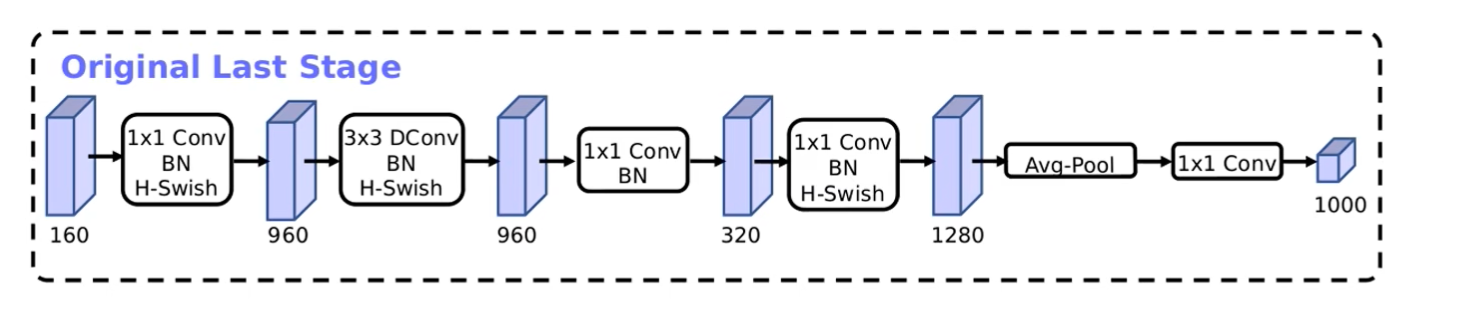 Original Last Stage
1x1 Conv
BN
H-Swish
3x3 DConv
BN
H-Swish
1x1 Conv
BN
1x1 Conv
BN
H-Swish
Avg-Pool
1x1 Conv
160
960
960
320
1280
1000